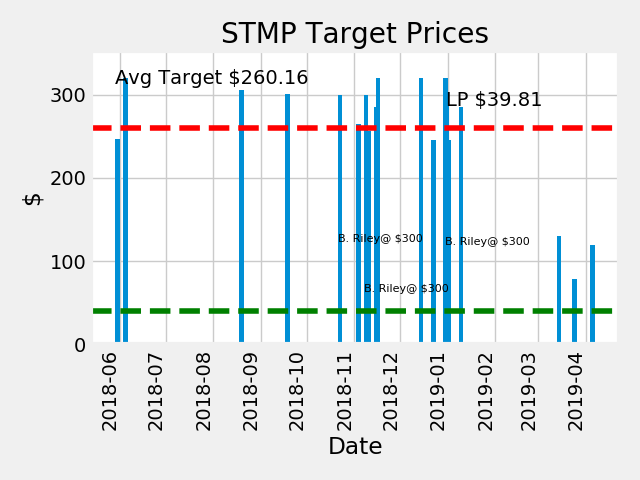 STMP Target Prices
Avg Target $260.16
LP $39.81
300
200
100
0
$
B. Riley@ $300
B. Riley@ $300
B. Riley@ $300
2018-06
2018-07
2018-08
2018-09
2018-10
2018-11
2018-12
2019-01
2019-02
2019-03
2019-04
Date